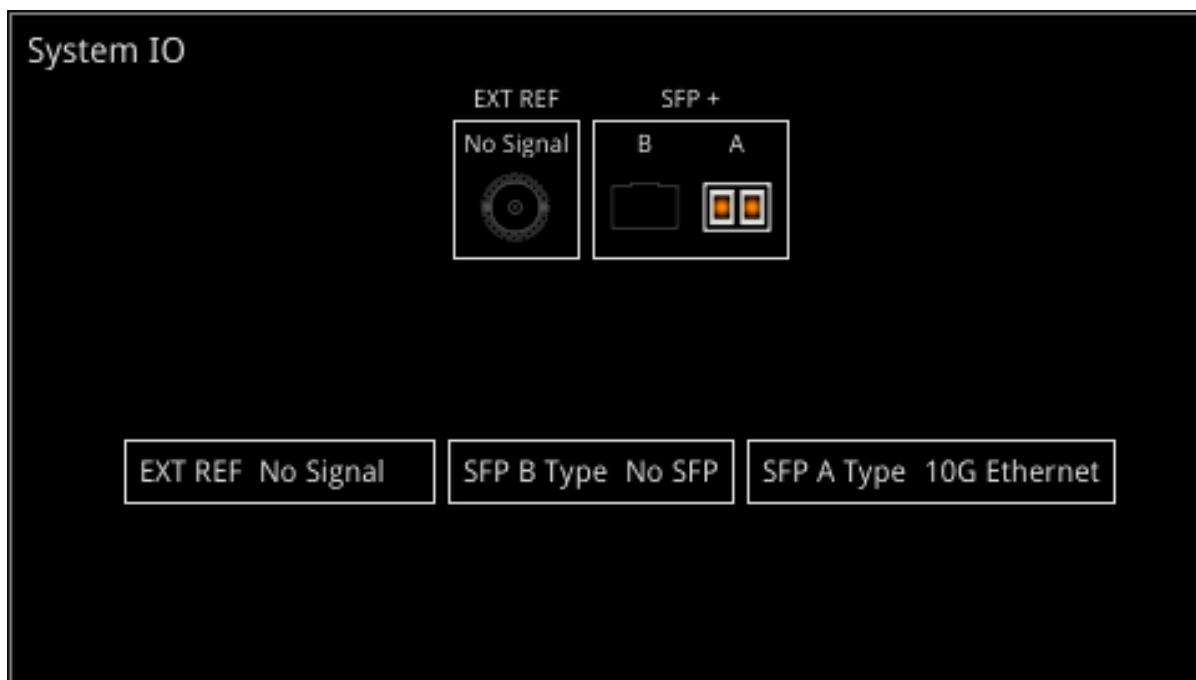 System IO
EXT REF
SFP +
No Signal
B
A
EXT REF No Signal
SFP B Type No SFP
SFP A Type 10G Ethernet